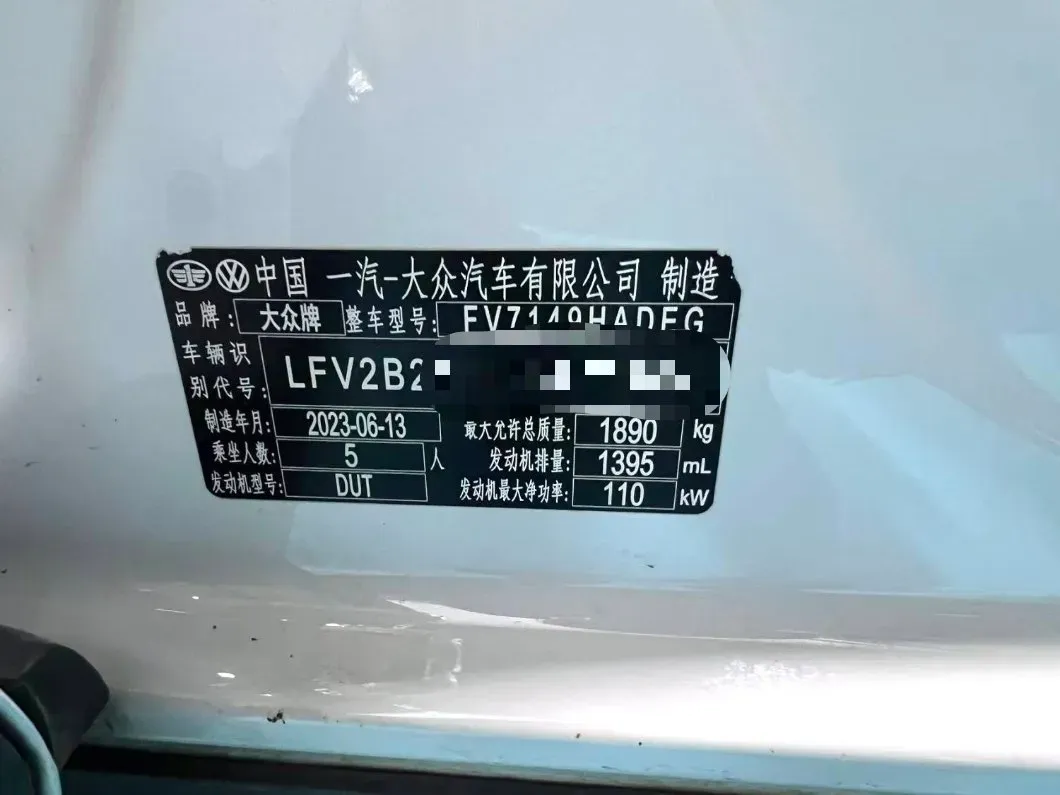 中国 一汽-大众汽车有限公司 制造
品牌: 大众牌 整车型号: FV7149HADEG
车辆识别代号: LFV2B2
制造年月: 2023-06-13 最大允许总质量: 1890 kg
乘坐人数: 5 人 发动机排量: 1395 mL
发动机型号: DUT 发动机最大净功率: 110 kW